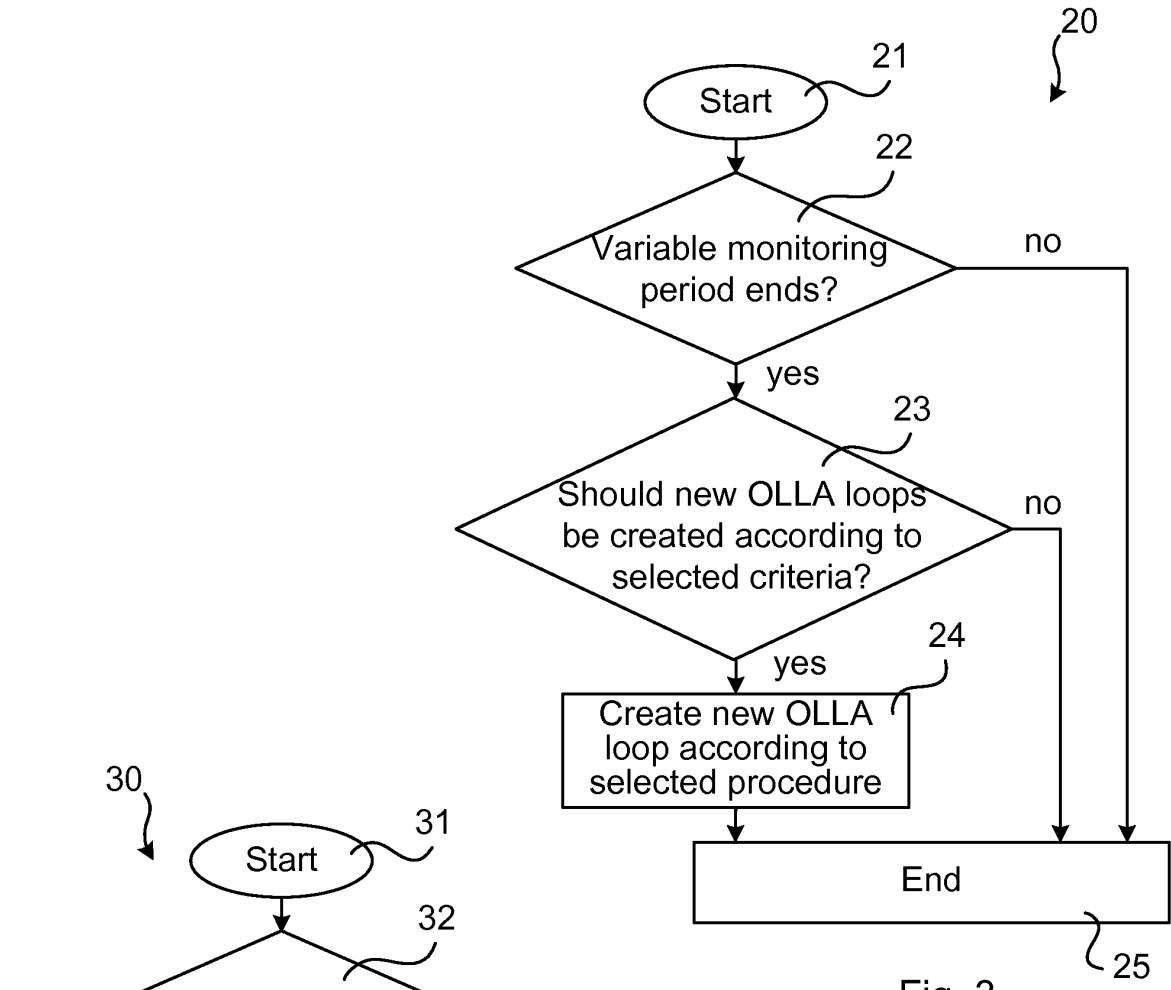 20
21
Start
22
Variable monitoring
period ends?
no
yes
23
Should new OLLA loops
be created according to
selected criteria?
no
yes
24
Create new OLLA
loop according to
selected procedure
End
25
30
31
Start
32
Fig.